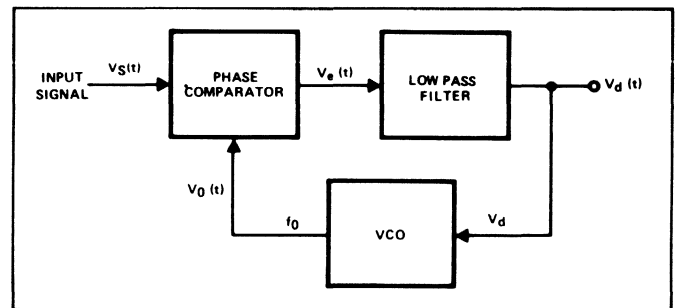 INPUT
SIGNAL
VS(t)
PHASE
COMPARATOR
Ve (t)
LOW PASS
FILTER
Vd (t)
V0 (t)
f0
VCO
Vd